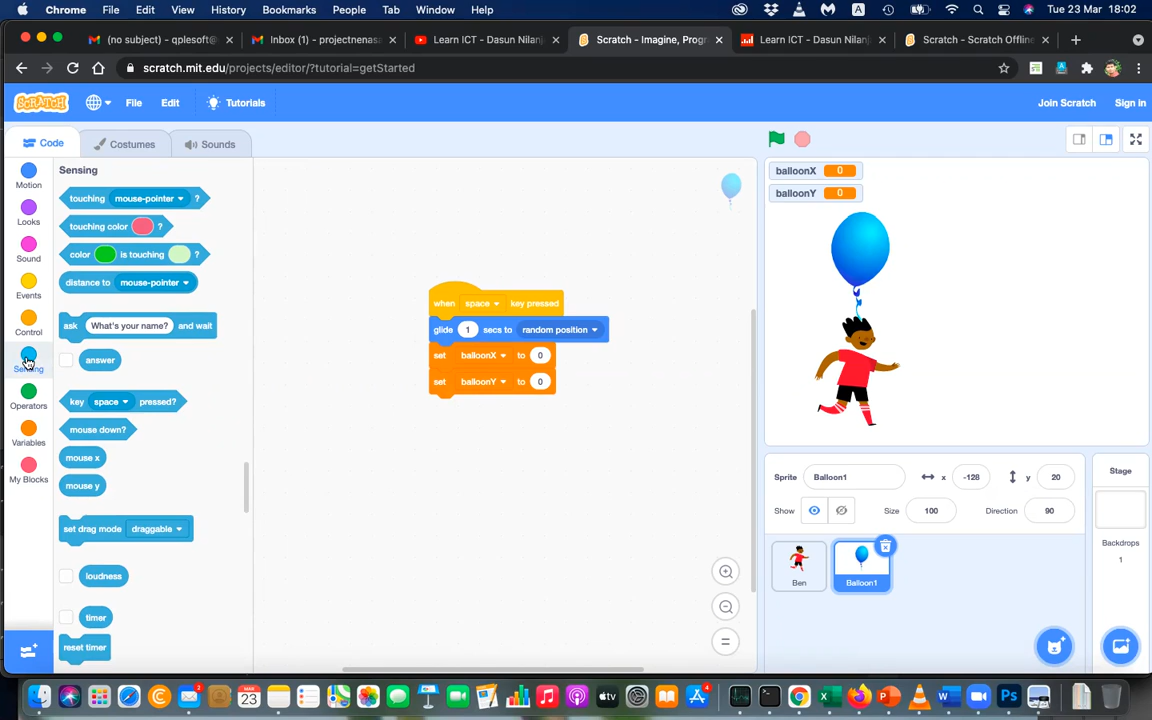 Chrome File Edit View History Bookmarks People Tab Window Help A Tue 23 Mar 18:02
(no subject) - qplesoft@ Inbox (1) - projectnenasa Learn ICT - Dasun Nilanj Scratch - Imagine, Progr Learn ICT - Dasun Nilanj Scratch - Scratch Offline
scratch.mit.edu/projects/editor/?tutorial=getStarted
SCRATCH File Edit Tutorials Join Scratch Sign in
Code Costumes Sounds
Motion
Looks
Sound
Events
Control
Sensing
Operators
Variables
My Blocks
Sensing
touching mouse-pointer ?
touching color ?
color is touching ?
distance to mouse-pointer
ask What's your name? and wait
answer
key space pressed?
mouse down?
mouse x
mouse y
set drag mode draggable
loudness
timer
reset timer
when space key pressed
glide 1 secs to random position
set balloonX to 0
set balloonY to 0
balloonX 0
balloonY 0
Sprite Balloon1 x -128 y 20
Show Size 100 Direction 90
Ben
Balloon1
Stage
Backdrops
1